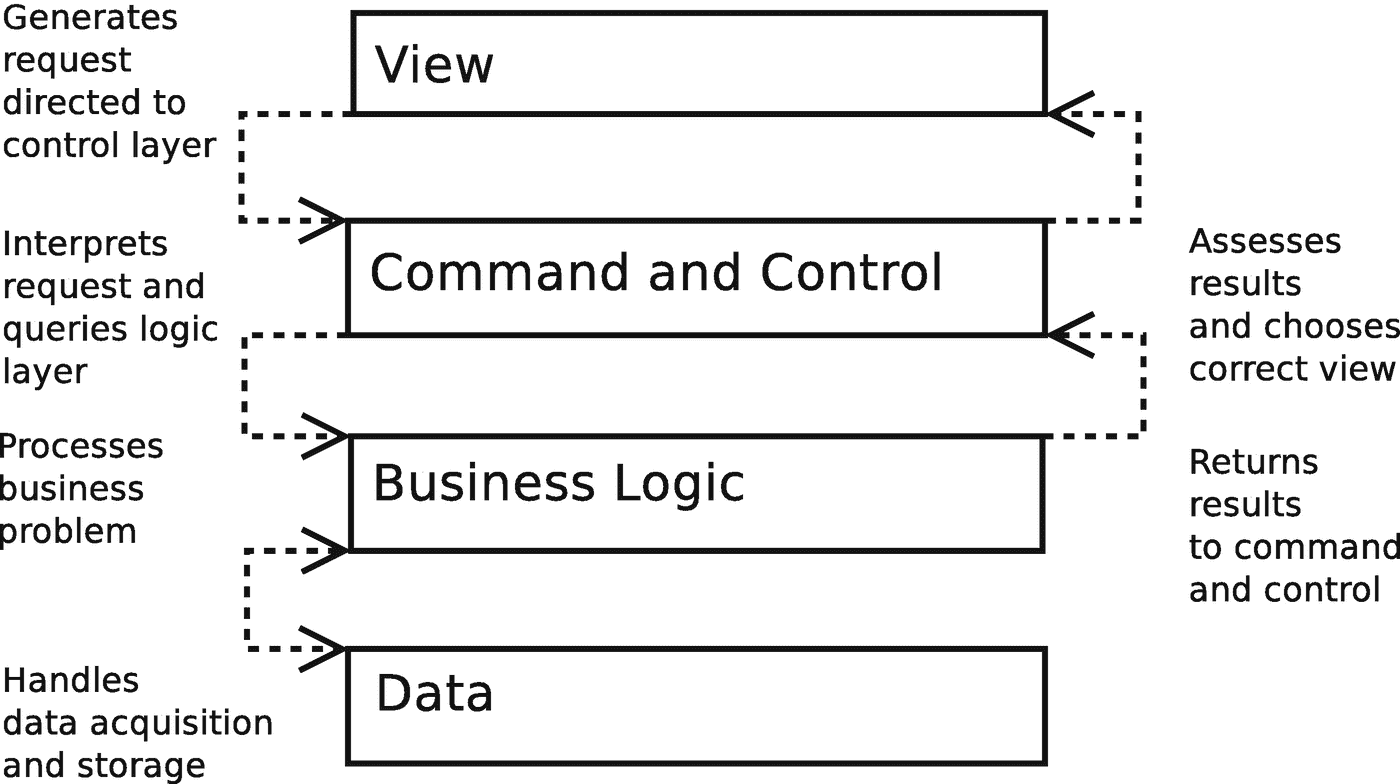 Generates
request
directed to
control layer
View
Interprets
request and
queries logic
layer
Command and Control
Assesses
results
and chooses
correct view
Processes
business
problem
Business Logic
Returns
results
to command
and control
Handles
data acquisition
and storage
Data